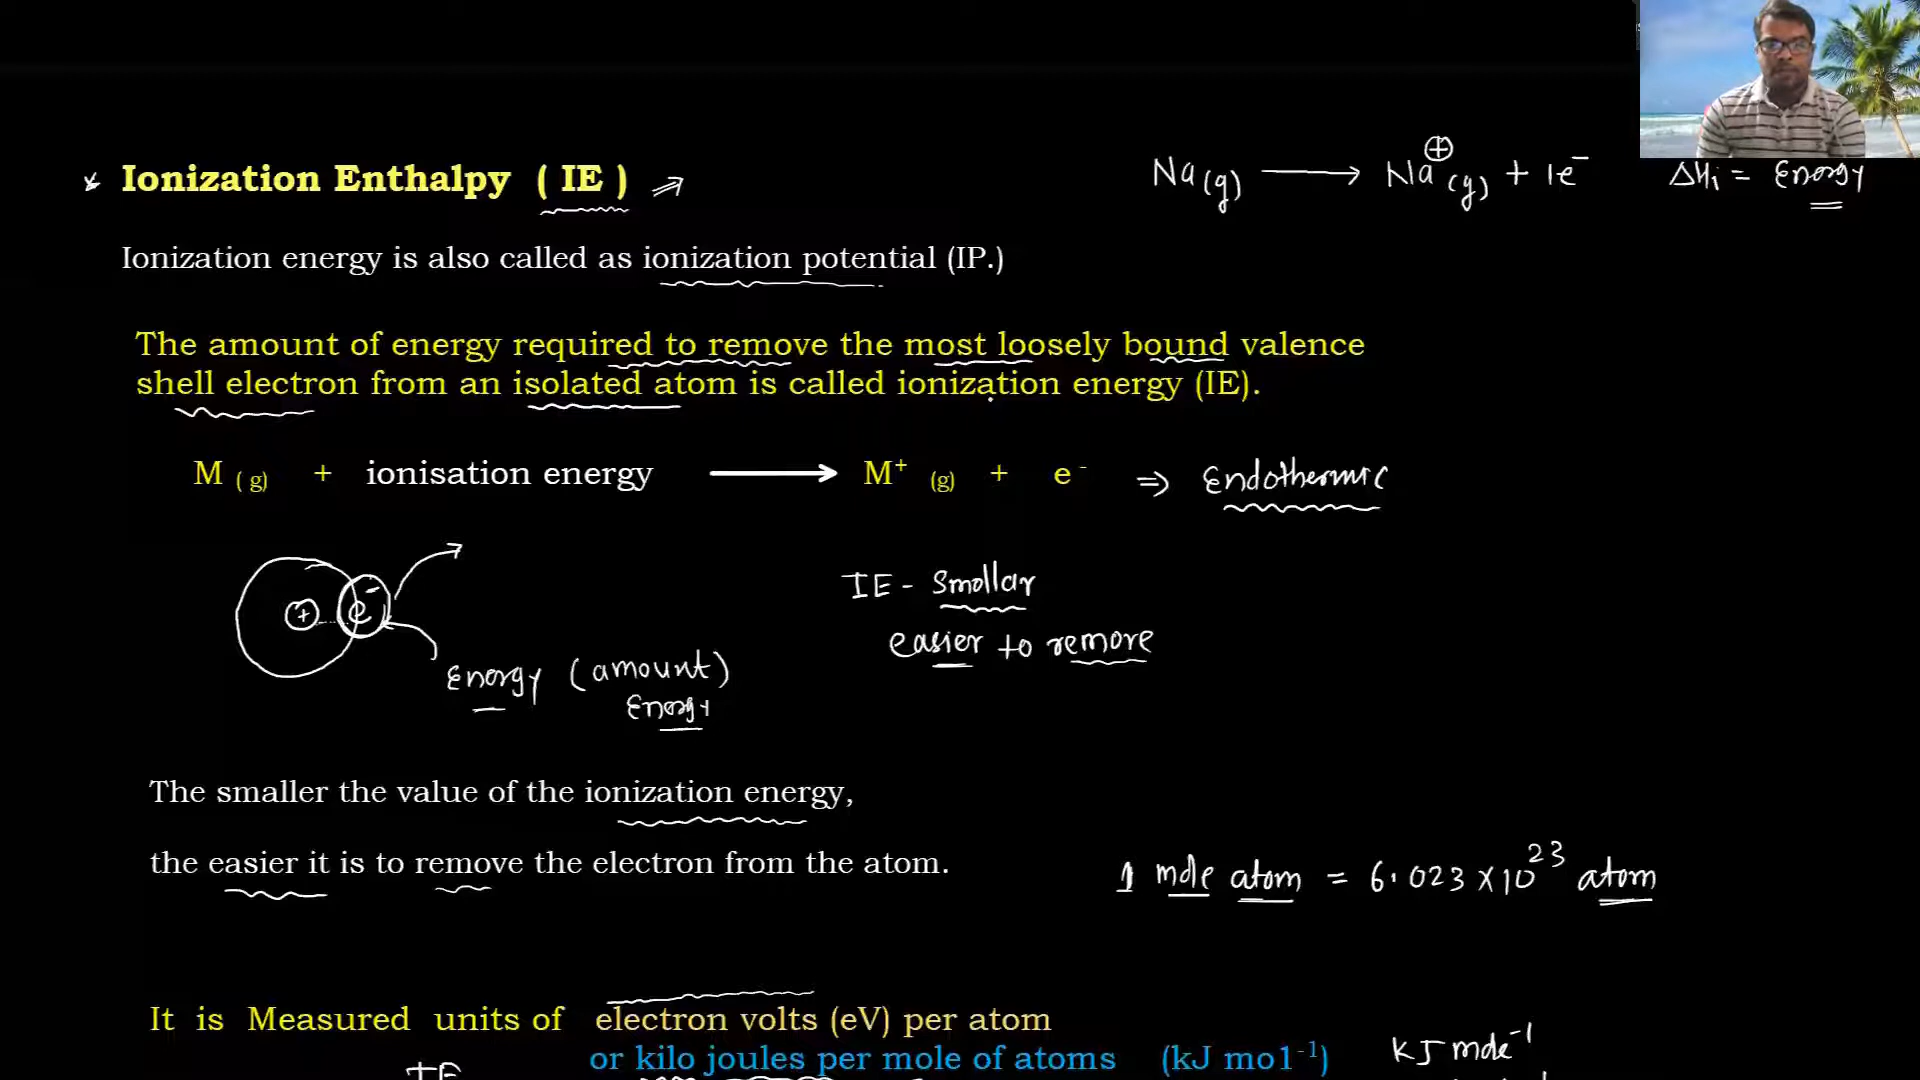 Ionization Enthalpy ( IE )
Na(g) ⟶ Na⊕(g) + 1e⁻ ΔHi = Energy
Ionization energy is also called as ionization potential (IP.)
The amount of energy required to remove the most loosely bound valence
shell electron from an isolated atom is called ionization energy (IE).
M ( g) + ionisation energy ⟶ M⁺ (g) + e⁻ ⇒ Endothermic
+ e⁻
IE - Smollar
easier to remove
Energy (amount)
Energy
The smaller the value of the ionization energy,
the easier it is to remove the electron from the atom.
1 mole atom = 6.023 ×10²³ atom
It is Measured units of electron volts (eV) per atom
or kilo joules per mole of atoms (kJ mo1⁻¹) KJ mole⁻¹
IE